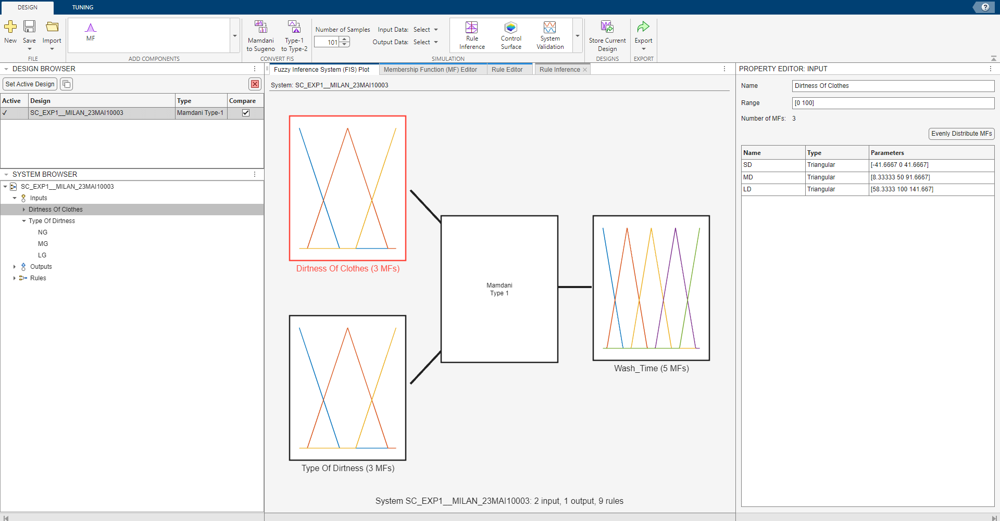 DESIGN
TUNING
?
New
Save
Import
FILE
MF
ADD COMPONENTS
Mamdani
to Sugeno
Type-1
to Type-2
CONVERT FIS
Number of Samples
101
Input Data: Select
Output Data: Select
Rule
Inference
Control
Surface
System
Validation
SIMULATION
Store Current
Design
DESIGNS
Export
EXPORT
DESIGN BROWSER
Set Active Design
Active Design Type Compare
✓ SC_EXP1__MILAN_23MAI10003 Mamdani Type-1
SYSTEM BROWSER
SC_EXP1__MILAN_23MAI10003
Inputs
Dirtness Of Clothes
Type Of Dirtness
NG
MG
LG
Outputs
Rules
Fuzzy Inference System (FIS) Plot
Membership Function (MF) Editor
Rule Editor
Rule Inference
System: SC_EXP1__MILAN_23MAI10003
Dirtness Of Clothes (3 MFs)
Mamdani
Type 1
Wash_Time (5 MFs)
Type Of Dirtness (3 MFs)
System SC_EXP1__MILAN_23MAI10003: 2 input, 1 output, 9 rules
PROPERTY EDITOR: INPUT
Name Dirtness Of Clothes
Range [0 100]
Number of MFs: 3
Evenly Distribute MFs
Name Type Parameters
SD Triangular [-41.6667 0 41.6667]
MD Triangular [8.33333 50 91.6667]
LD Triangular [58.3333 100 141.667]